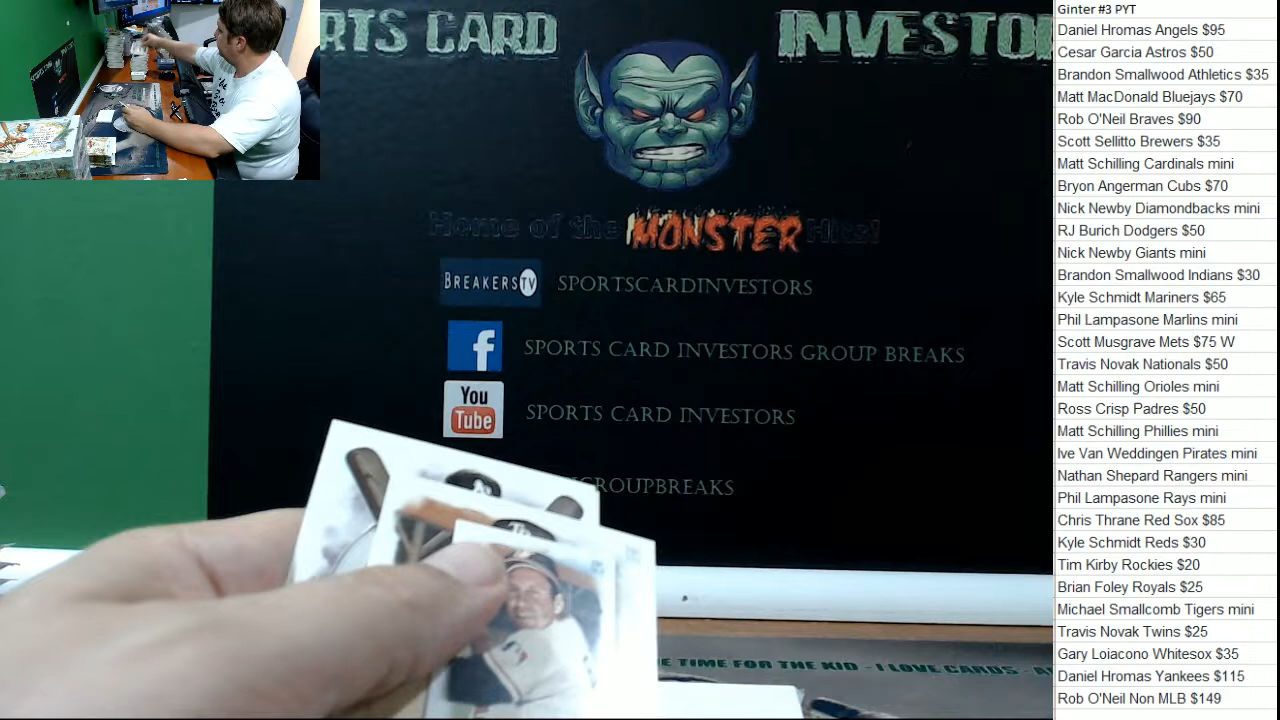 RTS CARD INVESTO
Home of the MONSTER Hits!
BREAKERSTV SPORTSCARDINVESTORS
f SPORTS CARD INVESTORS GROUP BREAKS
You Tube SPORTS CARD INVESTORS
GROUPBREAKS
E TIME FOR THE KID - I LOVE CARDS -
Ginter #3 PYT
Daniel Hromas Angels $95
Cesar Garcia Astros $50
Brandon Smallwood Athletics $35
Matt MacDonald Bluejays $70
Rob O'Neil Braves $90
Scott Sellitto Brewers $35
Matt Schilling Cardinals mini
Bryon Angerman Cubs $70
Nick Newby Diamondbacks mini
RJ Burich Dodgers $50
Nick Newby Giants mini
Brandon Smallwood Indians $30
Kyle Schmidt Mariners $65
Phil Lampasone Marlins mini
Scott Musgrave Mets $75 W
Travis Novak Nationals $50
Matt Schilling Orioles mini
Ross Crisp Padres $50
Matt Schilling Phillies mini
Ive Van Weddingen Pirates mini
Nathan Shepard Rangers mini
Phil Lampasone Rays mini
Chris Thrane Red Sox $85
Kyle Schmidt Reds $30
Tim Kirby Rockies $20
Brian Foley Royals $25
Michael Smallcomb Tigers mini
Travis Novak Twins $25
Gary Loiacono Whitesox $35
Daniel Hromas Yankees $115
Rob O'Neil Non MLB $149